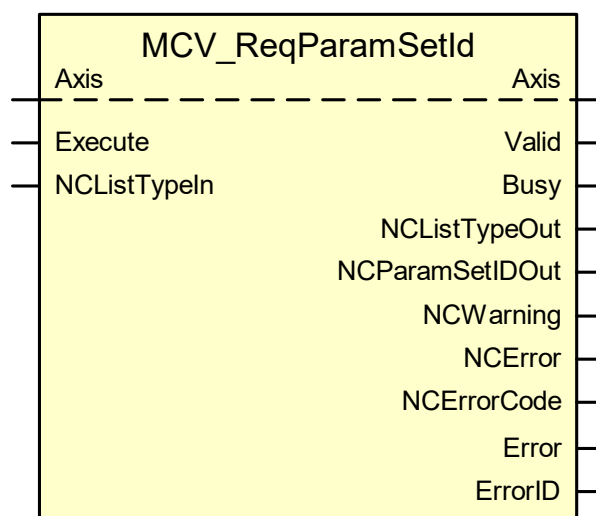 MCV_ReqParamSetId
Axis Axis
Execute Valid
NCListTypeIn Busy
NCListTypeOut
NCParamSetIDOut
NCWarning
NCError
NCErrorCode
Error
ErrorID